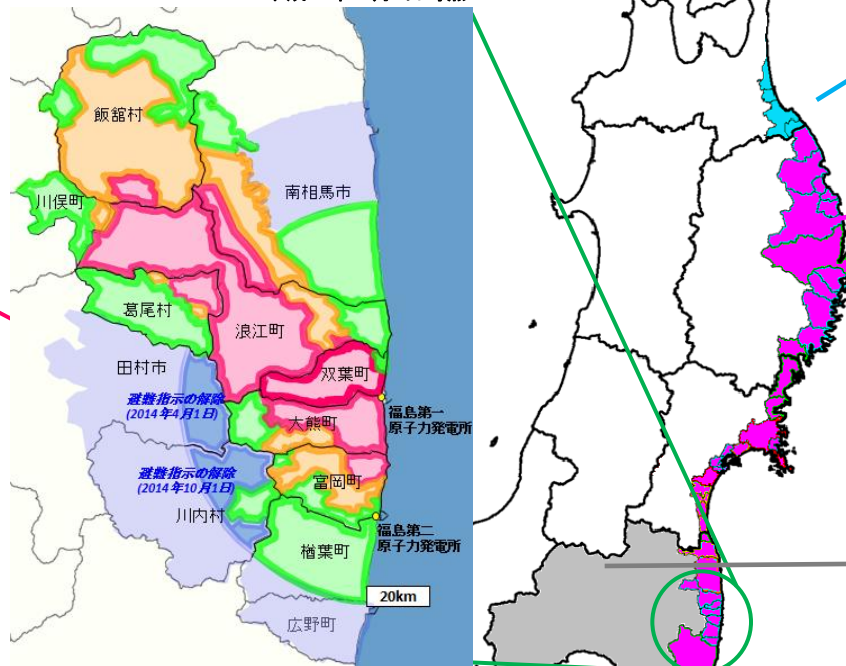 飯舘村
南相馬市
川俣町
葛尾村
浪江町
田村市
双葉町
避難指示の解除
(2014年4月1日)
大熊町
福島第一
原子力発電所
避難指示の解除
(2014年10月1日)
富岡町
川内村
福島第二
原子力発電所
楢葉町
20km
広野町